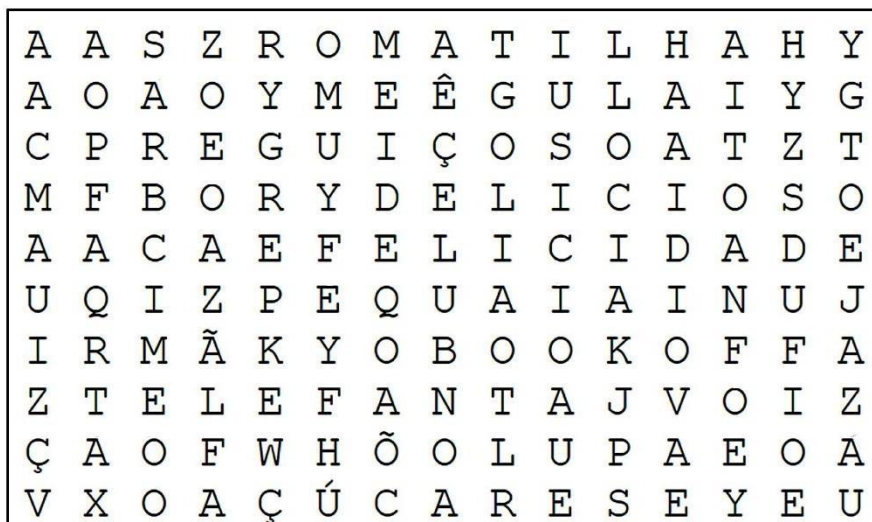 A A S Z R O M A T I L H A H Y
A O A O Y M E Ê G U L A I Y G
C P R E G U I Ç O S O A T Z T
M F B O R Y D E L I C I O S O
A A C A E F E L I C I D A D E
U Q I Z P E Q U A I A I N U J
I R M Ã K Y O B O O K O F F A
Z T E L E F A N T A J V O I Z
Ç A O F W H Õ O L U P A E O A
V X O A Ç Ú C A R E S E Y E U